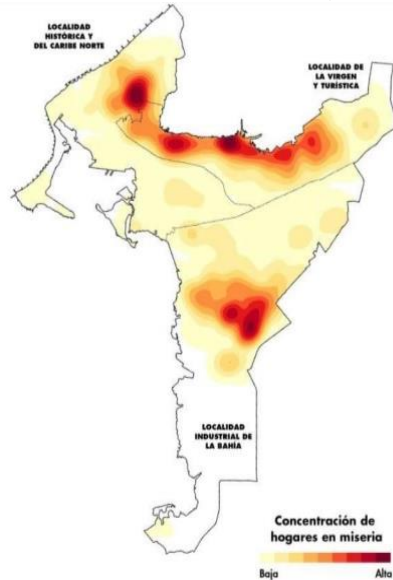 LOCALIDAD
HISTÓRICA Y
DEL CARIBE NORTE
LOCALIDAD DE
LA VIRGEN
Y TURÍSTICA
LOCALIDAD
INDUSTRIAL DE
LA BAHÍA
Concentración de
hogares en miseria
Baja Alta